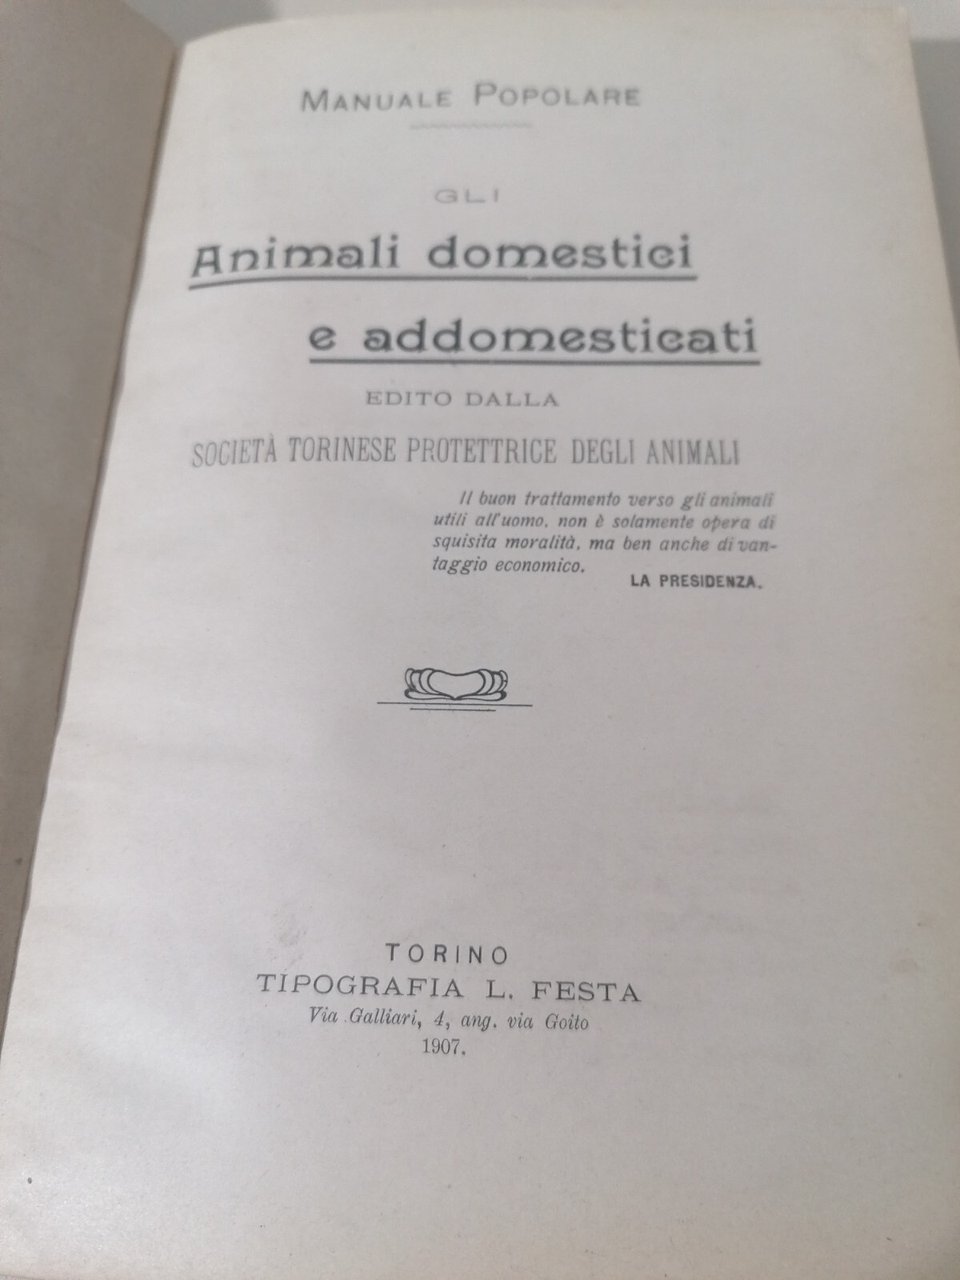 MANUALE POPOLARE
GLI
Animali domestici
e addomesticati
EDITO DALLA
SOCIETÀ TORINESE PROTETTRICE DEGLI ANIMALI
Il buon trattamento verso gli animali
utili all'uomo, non è solamente opera di
squisita moralità, ma ben anche di van-
taggio economico.
LA PRESIDENZA.
TORINO
TIPOGRAFIA L. FESTA
Via Galliari, 4, ang. via Goito
1907.